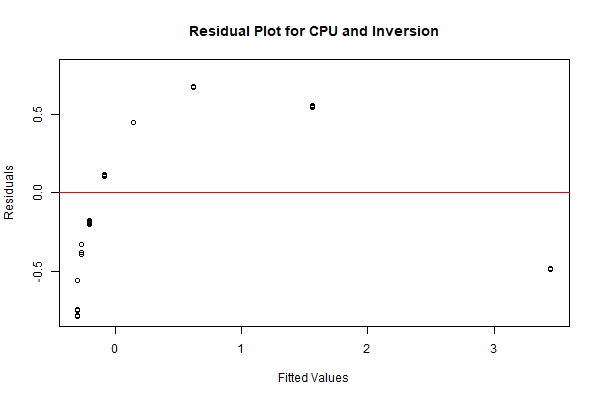 Residual Plot for CPU and Inversion
Residuals
0.5
0.0
-0.5
0 1 2 3
Fitted Values